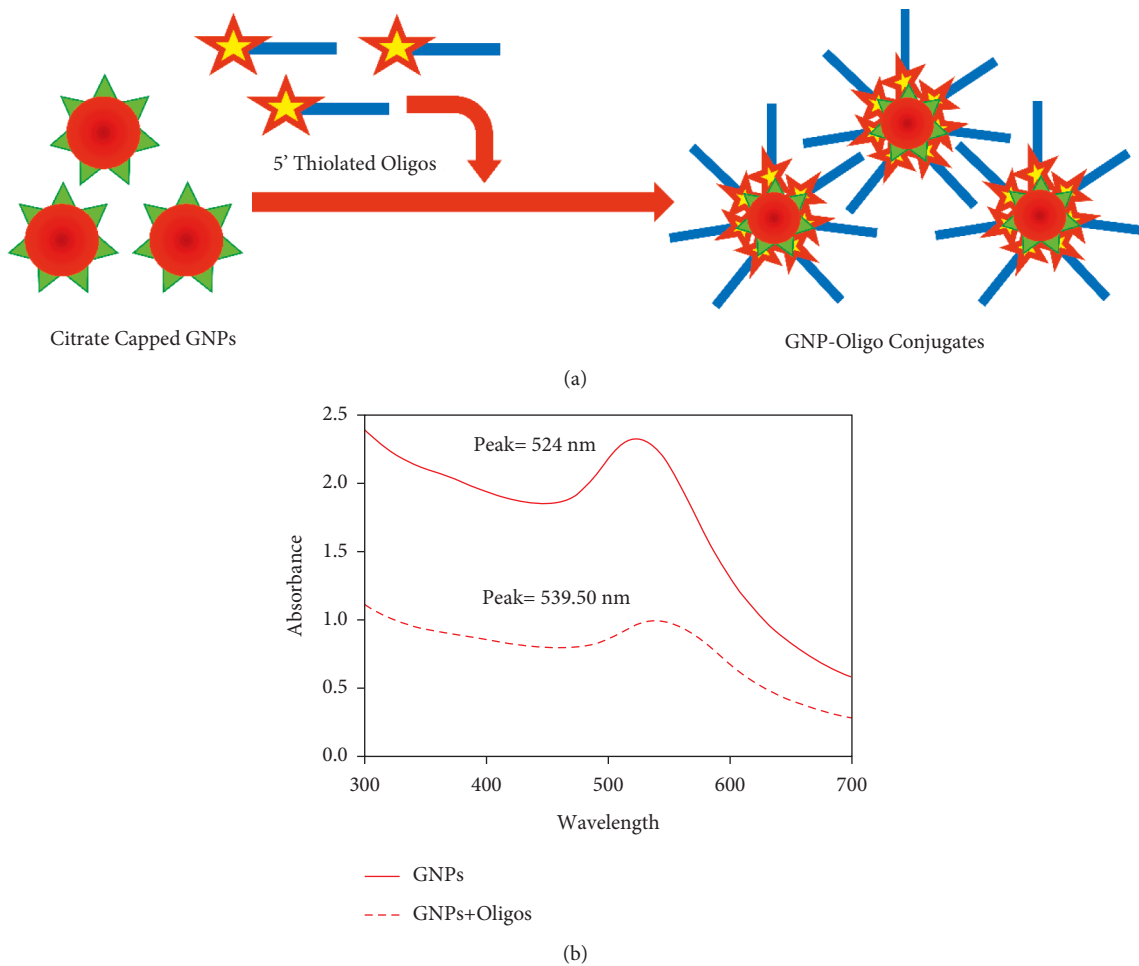 5' Thiolated Oligos
Citrate Capped GNPs
GNP-Oligo Conjugates
(a)
2.5
2.0
1.5
1.0
0.5
0.0
Absorbance
Peak= 524 nm
Peak= 539.50 nm
300 400 500 600 700
Wavelength
GNPs
GNPs+Oligos
(b)